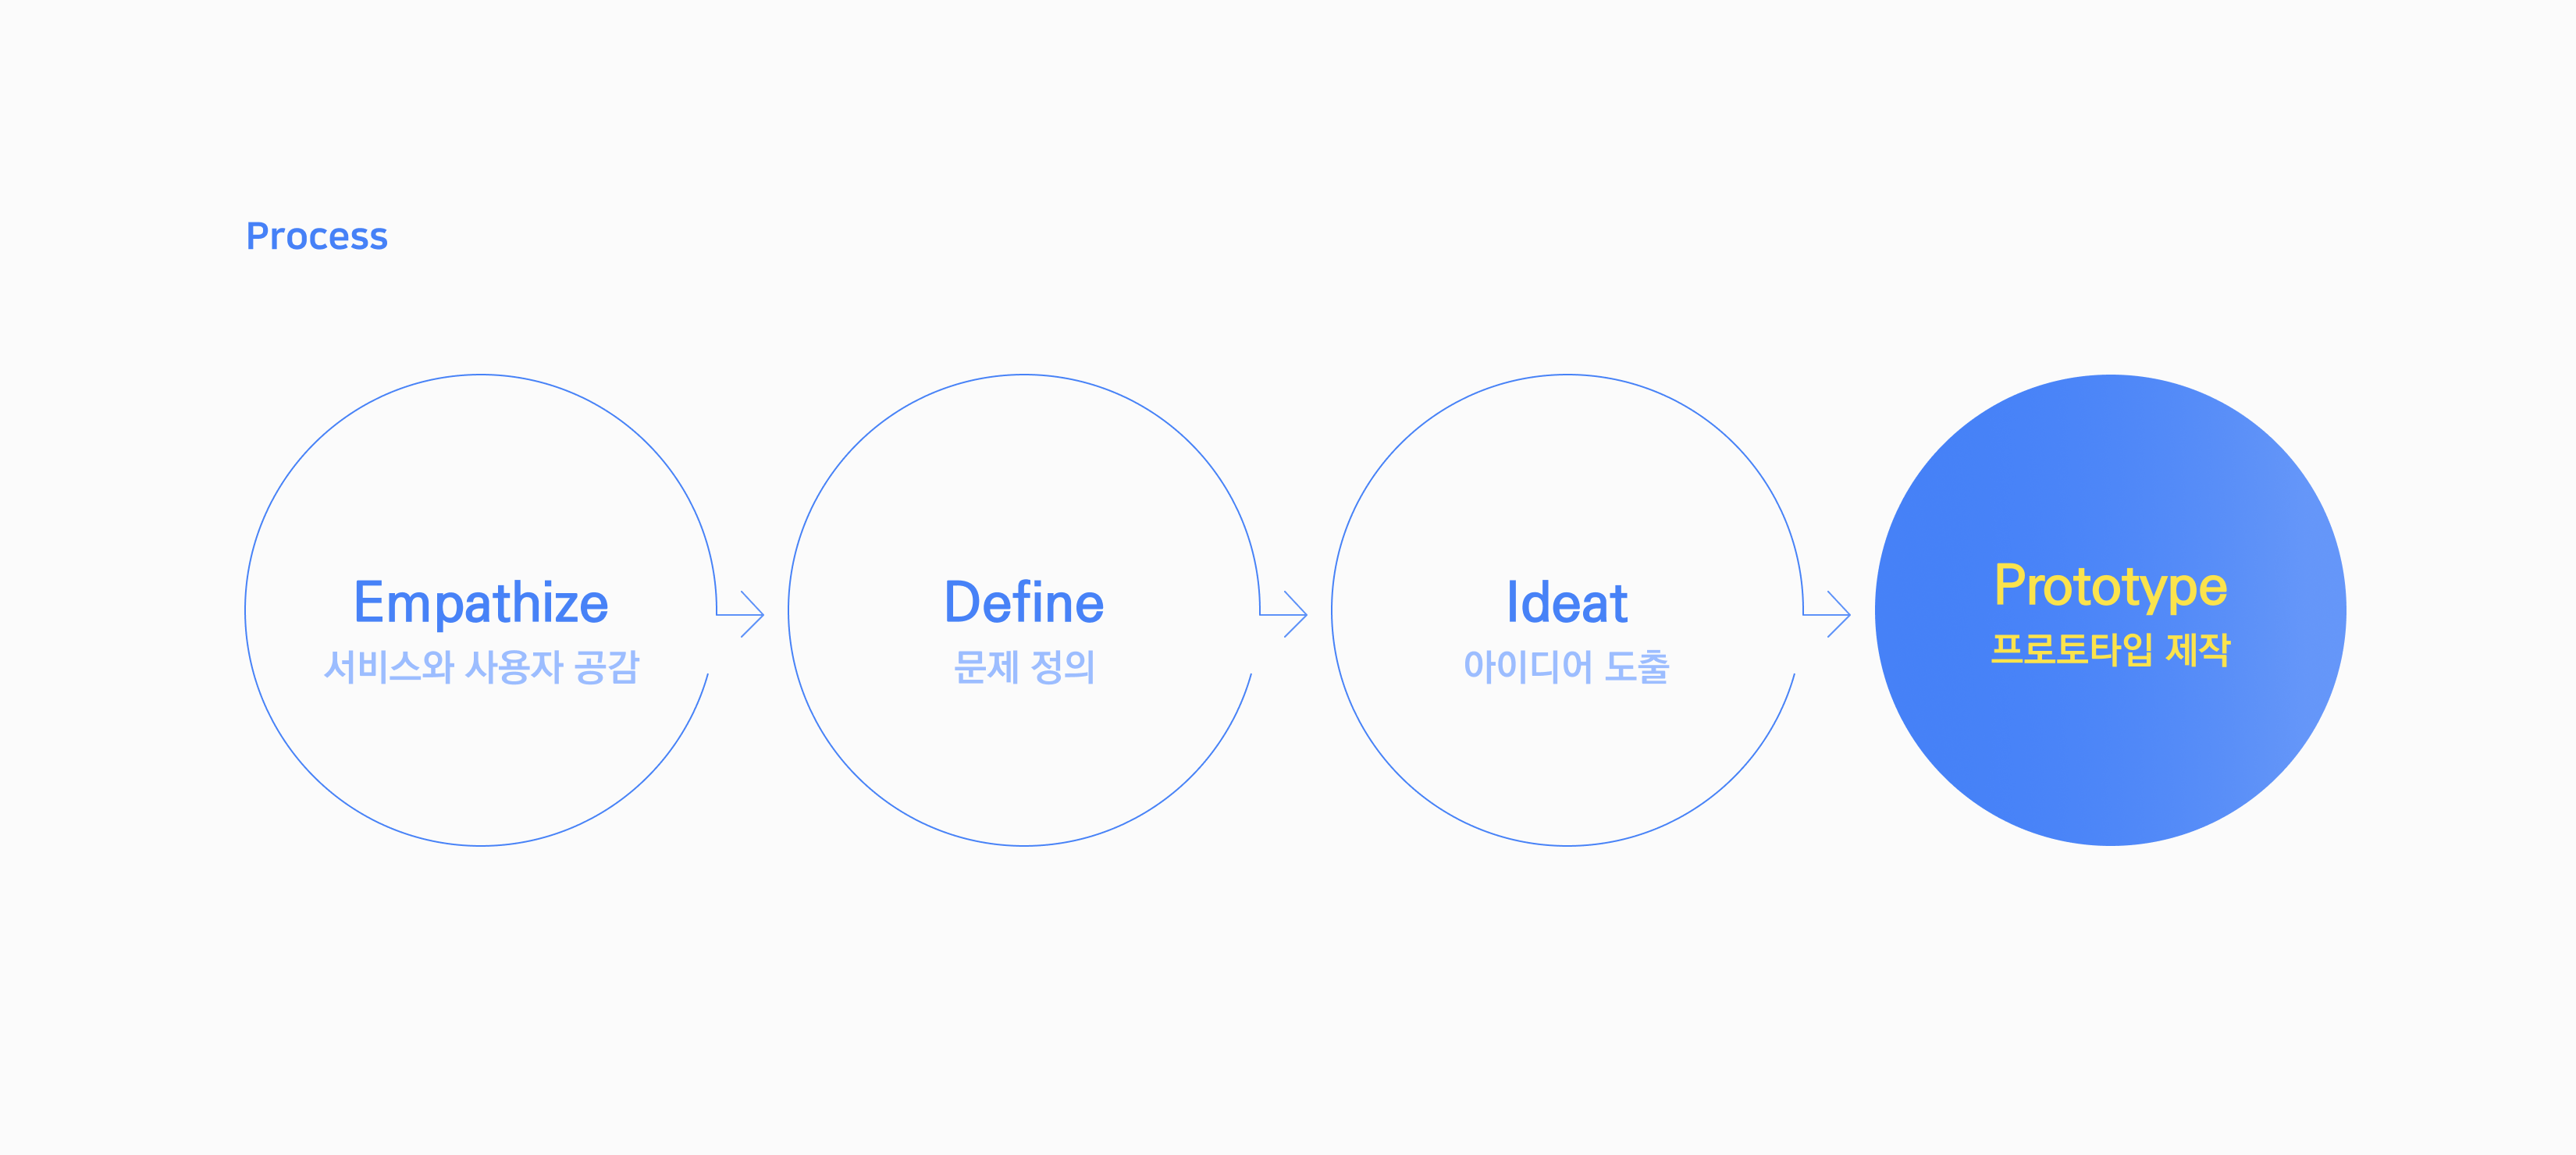 Process
Empathize
서비스와 사용자 공감
Define
문제 정의
Ideat
아이디어 도출
Prototype
프로토타입 제작